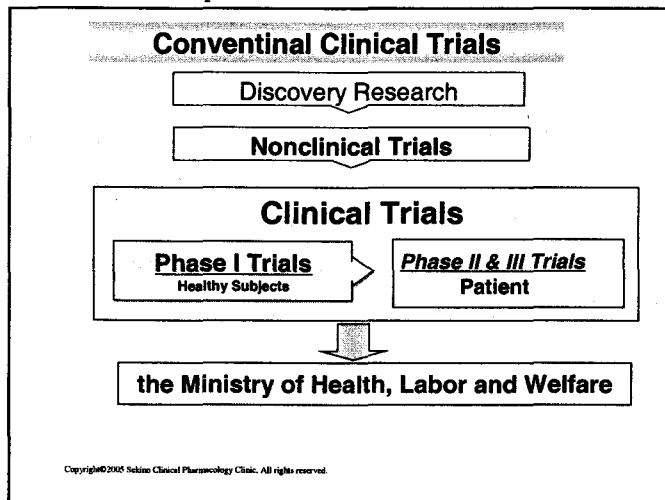 Conventinal Clinical Trials
Discovery Research
Nonclinical Trials
Clinical Trials
Phase I Trials
Healthy Subjects
Phase II & III Trials
Patient
the Ministry of Health, Labor and Welfare
Copyright©2005 Sekino Clinical Pharmacology Clinic. All rights reserved.